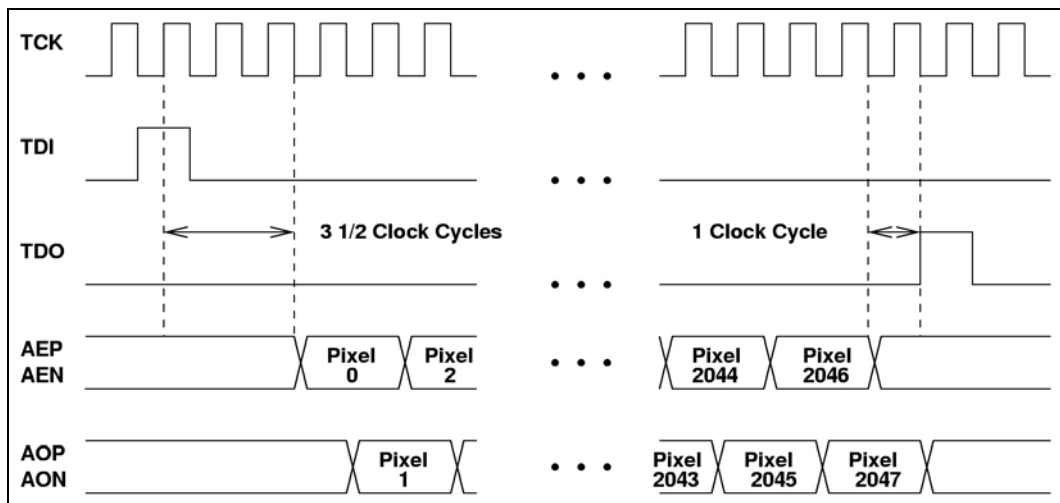 TCK
TDI
3 1/2 Clock Cycles
1 Clock Cycle
TDO
AEP
AEN
Pixel
0
Pixel
2
Pixel
2044
Pixel
2046
AOP
AON
Pixel
1
Pixel
2043
Pixel
2045
Pixel
2047